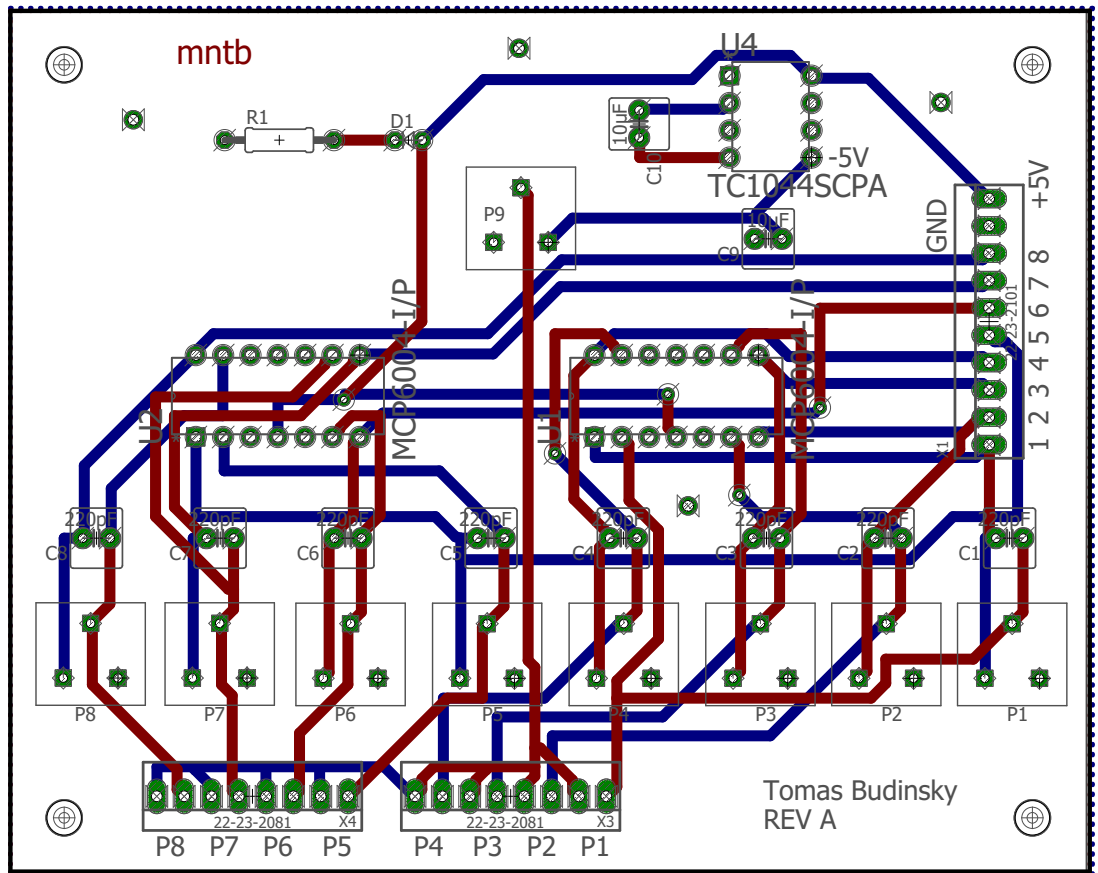 mntb
U4
R1
D1
10µF
C10
-5V
TC1044SCPA
P9
10µF
C9
GND
+5V
8
7
6
5
4
3
2
1
X1
U2
MCP6004-I/P
U1
MCP6004-I/P
220pF
220pF
220pF
220pF
220pF
220pF
220pF
220pF
C8
C7
C6
C5
C4
C3
C2
C1
P8
P7
P6
P5
P4
P3
P2
P1
22-23-2081
X4
22-23-2081
X3
P8 P7 P6 P5
P4 P3 P2 P1
Tomas Budinsky
REV A